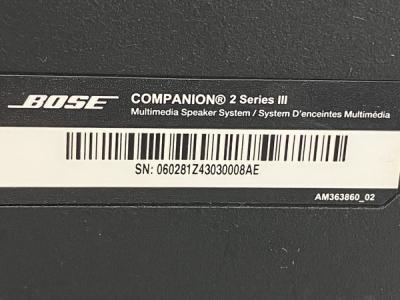 BOSE
COMPANION® 2 Series III
Multimedia Speaker System / System D'enceintes Multimédia
SN: 060281Z43030008AE
AM363860_02